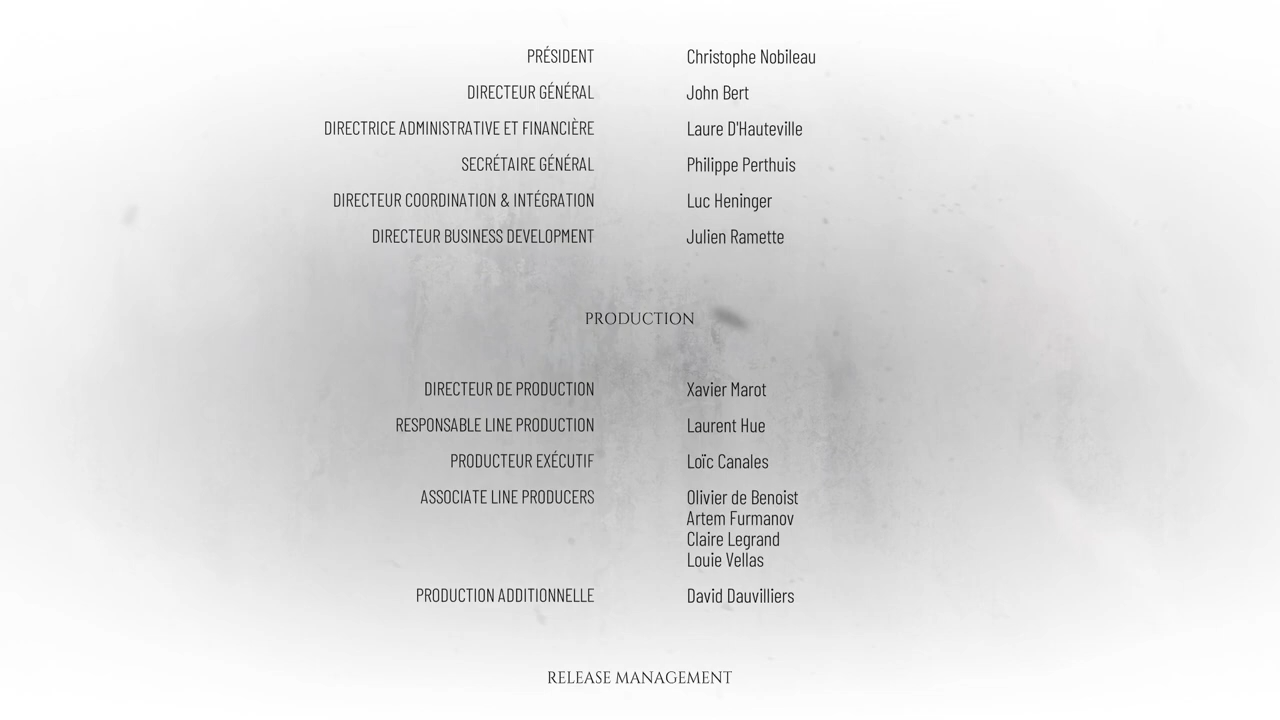 PRÉSIDENT Christophe Nobileau
DIRECTEUR GÉNÉRAL John Bert
DIRECTRICE ADMINISTRATIVE ET FINANCIÈRE Laure D'Hauteville
SECRÉTAIRE GÉNÉRAL Philippe Perthuis
DIRECTEUR COORDINATION & INTÉGRATION Luc Heninger
DIRECTEUR BUSINESS DEVELOPMENT Julien Ramette
PRODUCTION
DIRECTEUR DE PRODUCTION Xavier Marot
RESPONSABLE LINE PRODUCTION Laurent Hue
PRODUCTEUR EXÉCUTIF Loïc Canales
ASSOCIATE LINE PRODUCERS Olivier de Benoist
Artem Furmanov
Claire Legrand
Louie Vellas
PRODUCTION ADDITIONNELLE David Dauvilliers
RELEASE MANAGEMENT